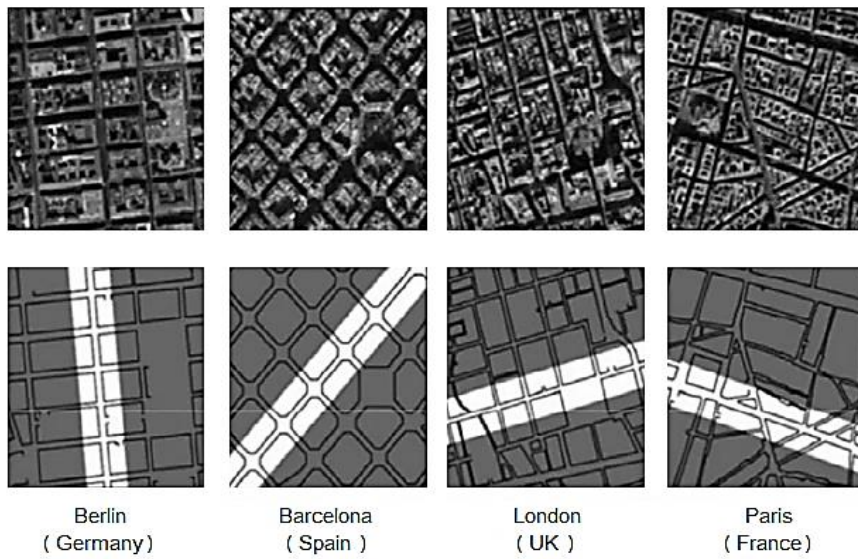 Berlin
( Germany )
Barcelona
( Spain )
London
( UK )
Paris
( France )